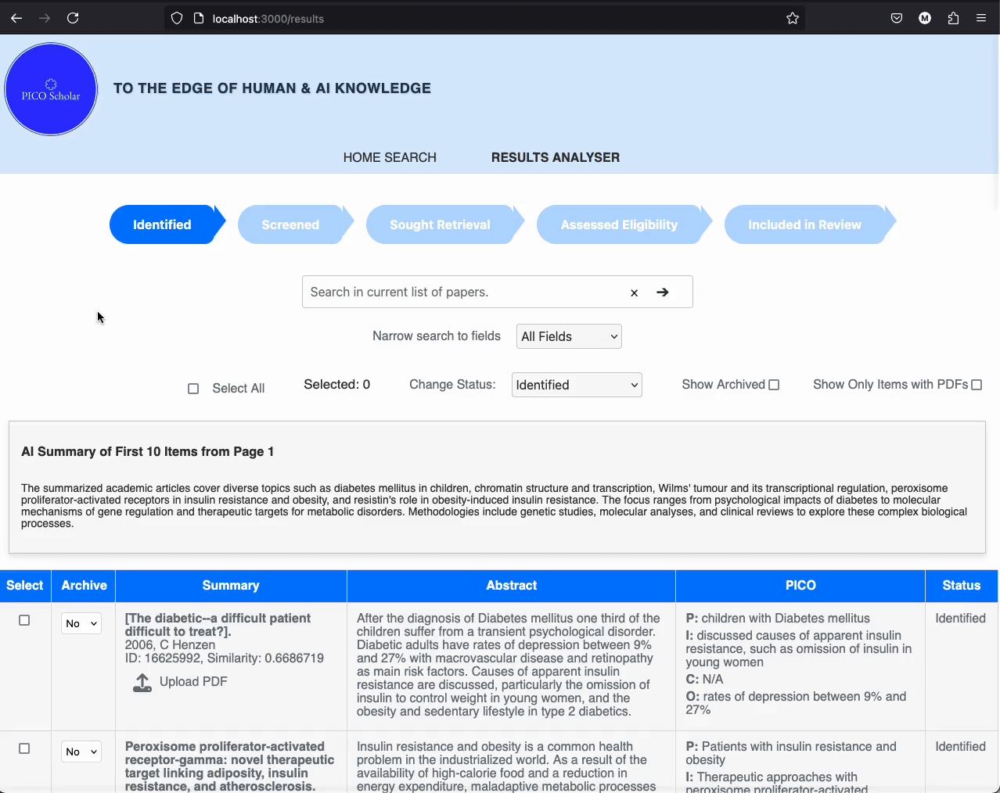 localhost:3000/results
M
PICO Scholar
TO THE EDGE OF HUMAN & AI KNOWLEDGE
HOME SEARCH
RESULTS ANALYSER
Identified
Screened
Sought Retrieval
Assessed Eligibility
Included in Review
Search in current list of papers.
× ➔
Narrow search to fields
All Fields
Select All
Selected: 0
Change Status:
Identified
Show Archived
Show Only Items with PDFs
AI Summary of First 10 Items from Page 1
The summarized academic articles cover diverse topics such as diabetes mellitus in children, chromatin structure and transcription, Wilms' tumour and its transcriptional regulation, peroxisome
proliferator-activated receptors in insulin resistance and obesity, and resistin's role in obesity-induced insulin resistance. The focus ranges from psychological impacts of diabetes to molecular
mechanisms of gene regulation and therapeutic targets for metabolic disorders. Methodologies include genetic studies, molecular analyses, and clinical reviews to explore these complex biological
processes.
Select
Archive
Summary
Abstract
PICO
Status
No
[The diabetic--a difficult patient
difficult to treat?].
2006, C Henzen
ID: 16625992, Similarity: 0.6686719
Upload PDF
After the diagnosis of Diabetes mellitus one third of the
children suffer from a transient psychological disorder.
Diabetic adults have rates of depression between 9%
and 27% with macrovascular disease and retinopathy
as main risk factors. Causes of apparent insulin
resistance are discussed, particularly the omission of
insulin to control weight in young women, and the
obesity and sedentary lifestyle in type 2 diabetics.
P: children with Diabetes mellitus
I: discussed causes of apparent insulin
resistance, such as omission of insulin in
young women
C: N/A
O: rates of depression between 9% and
27%
Identified
No
Peroxisome proliferator-activated
receptor-gamma: novel therapeutic
target linking adiposity, insulin
resistance, and atherosclerosis.
Insulin resistance and obesity is a common health
problem in the industrialized world. As a result of the
availability of high-calorie food and a reduction in
energy expenditure, maladaptive metabolic processes
P: Patients with insulin resistance and
obesity
I: Therapeutic approaches with
peroxisome proliferator-activated
Identified